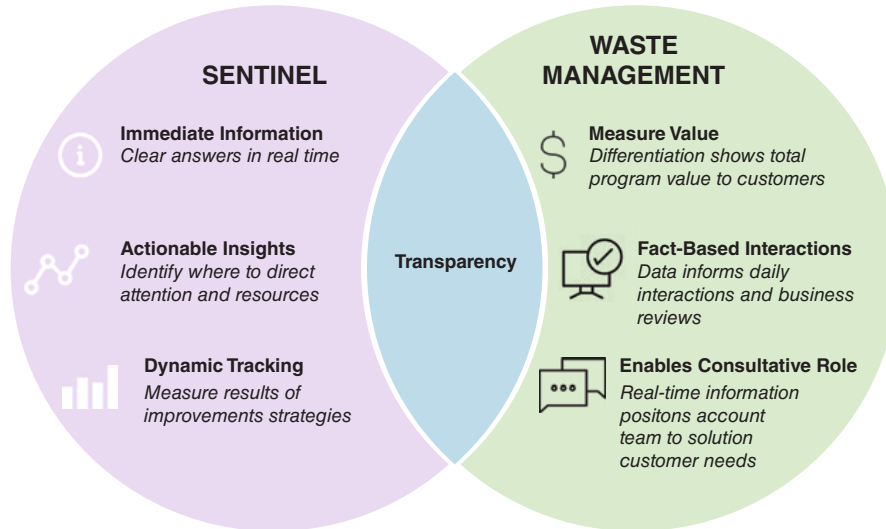 SENTINEL
Immediate Information
Clear answers in real time
Actionable Insights
Identify where to direct
attention and resources
Dynamic Tracking
Measure results of
improvements strategies
Transparency
WASTE
MANAGEMENT
$
Measure Value
Differentiation shows total
program value to customers
Fact-Based Interactions
Data informs daily
interactions and business
reviews
Enables Consultative Role
Real-time information
positons account
team to solution
customer needs